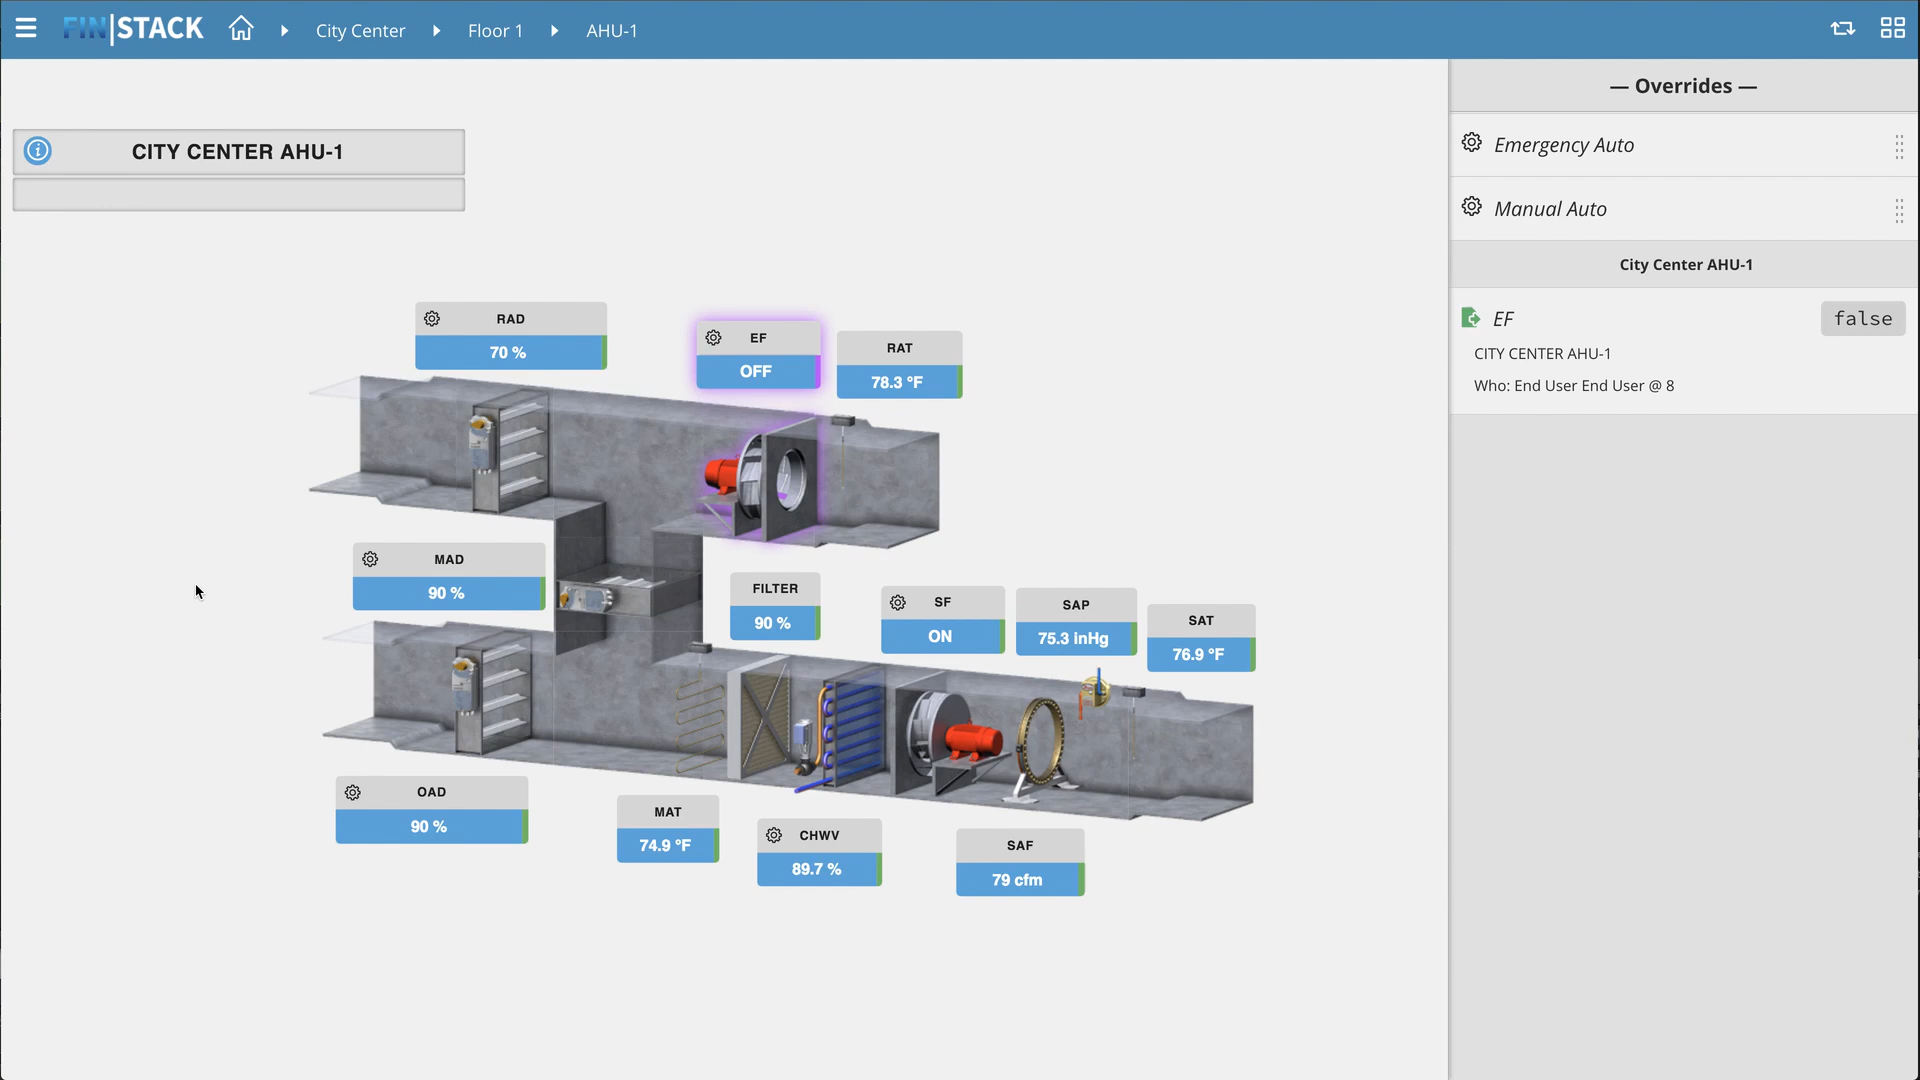 FIN|STACK
City Center
Floor 1
AHU-1
— Overrides —
Emergency Auto
Manual Auto
City Center AHU-1
EF
false
CITY CENTER AHU-1
Who: End User End User @ 8
CITY CENTER AHU-1
RAD
70 %
EF
OFF
RAT
78.3 °F
MAD
90 %
FILTER
90 %
SF
ON
SAP
75.3 inHg
SAT
76.9 °F
OAD
90 %
MAT
74.9 °F
CHWV
89.7 %
SAF
79 cfm